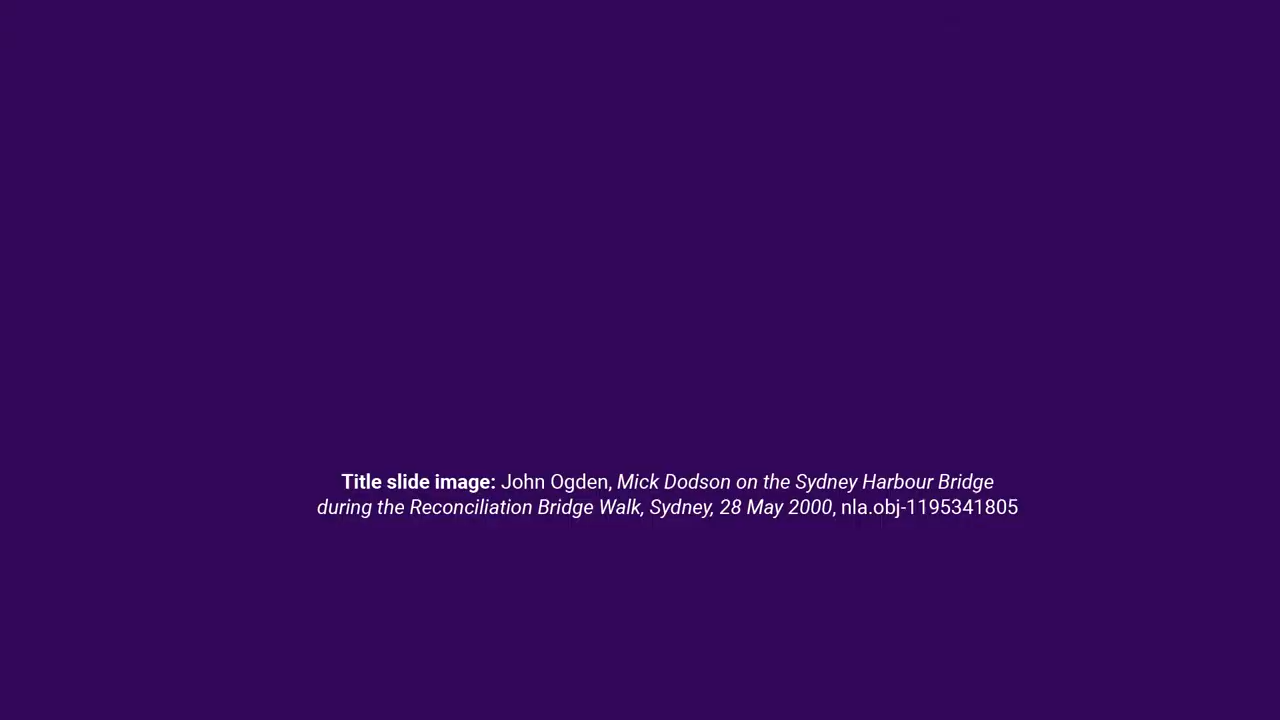 Title slide image: John Ogden, Mick Dodson on the Sydney Harbour Bridge
during the Reconciliation Bridge Walk, Sydney, 28 May 2000, nla.obj-1195341805